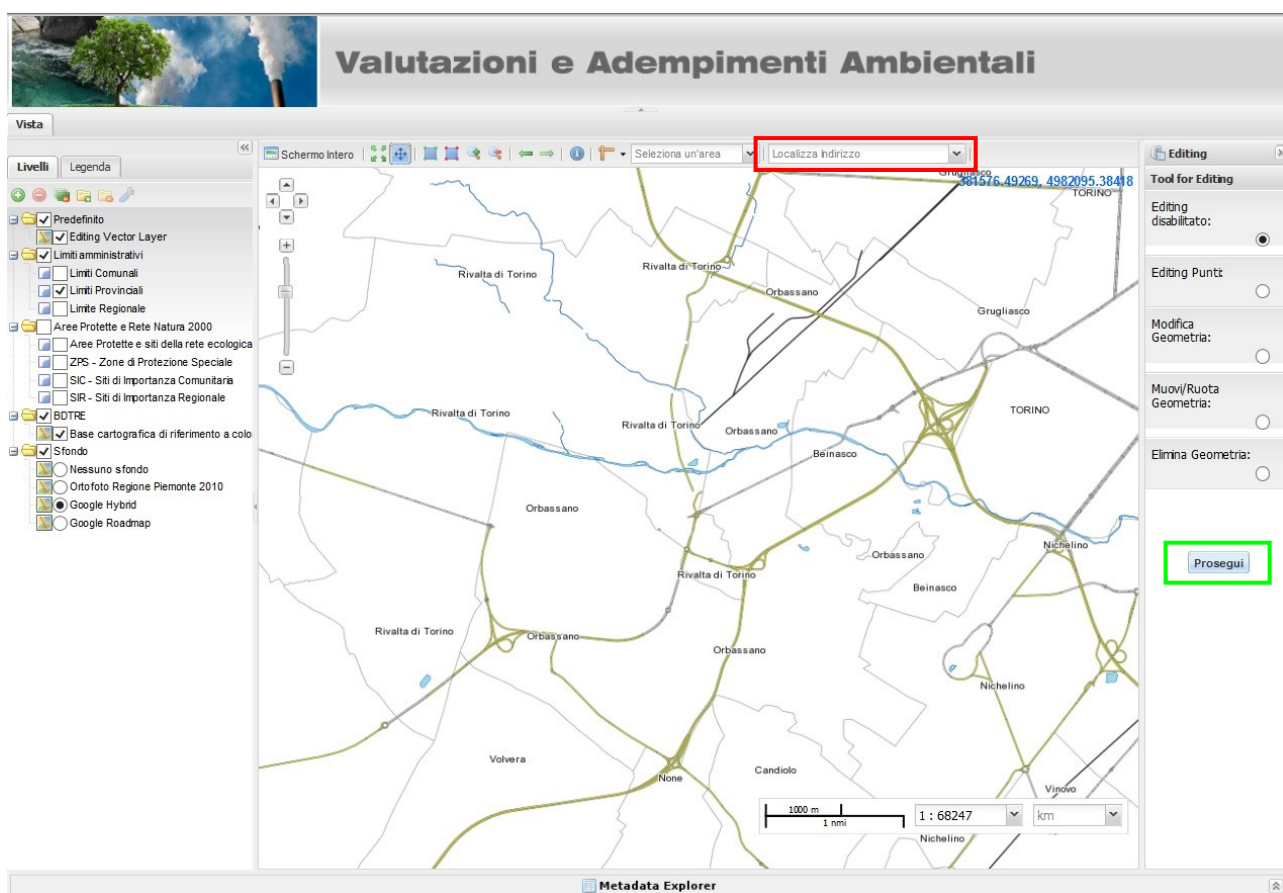 Valutazioni e Adempimenti Ambientali
Vista
Livelli
Legenda
Predefinito
Editing Vector Layer
Limiti amministrativi
Limiti Comunali
Limiti Provinciali
Limite Regionale
Aree Protette e Rete Natura 2000
Aree Protette e siti della rete ecologica
ZPS - Zone di Protezione Speciale
SIC - Siti di Importanza Comunitaria
SIR - Siti di Importanza Regionale
BDTRE
Base cartografica di riferimento a colo
Sfondo
Nessuno sfondo
Ortofoto Regione Piemonte 2010
Google Hybrid
Google Roadmap
Schermo Intero
Seleziona un'area
Localizza Indirizzo
Grugliasco
381576.49269, 4982095.38418
TORINO
Rivalta di Torino
Rivalta di Torino
Orbassano
Grugliasco
Rivalta di Torino
TORINO
Rivalta di Torino
Orbassano
Beinasco
Orbassano
Nichelino
Orbassano
Rivalta di Torino
Beinasco
Rivalta di Torino
Orbassano
Orbassano
Nichelino
Volvera
Candiolo
None
Vinovo
1000 m
1 nmi
1 : 68247
km
Nichelino
Editing
Tool for Editing
Editing
disabilitato:
Editing Punti:
Modifica
Geometria:
Muovi/Ruota
Geometria:
Elimina Geometria:
Prosegui
Metadata Explorer